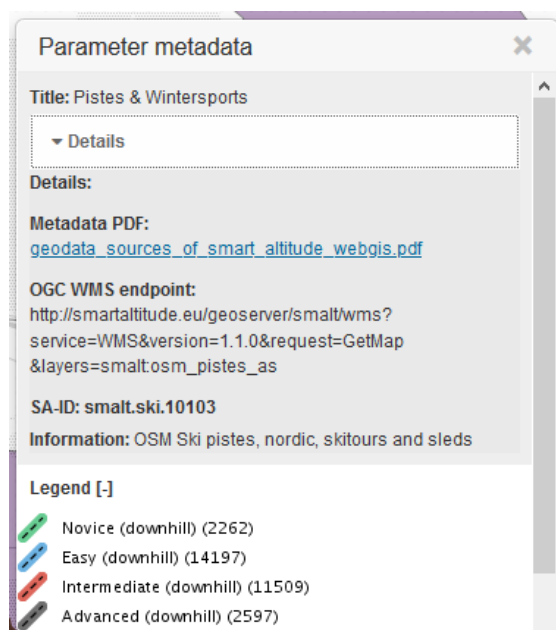 Parameter metadata
Title: Pistes & Wintersports
Details
Details:
Metadata PDF:
geodata_sources_of_smart_altitude_webgis.pdf
OGC WMS endpoint:
http://smartaltitude.eu/geoserver/smalt/wms?
service=WMS&version=1.1.0&request=GetMap
&layers=smalt:osm_pistes_as
SA-ID: smalt.ski.10103
Information: OSM Ski pistes, nordic, skitours and sleds
Legend [-]
Novice (downhill) (2262)
Easy (downhill) (14197)
Intermediate (downhill) (11509)
Advanced (downhill) (2597)